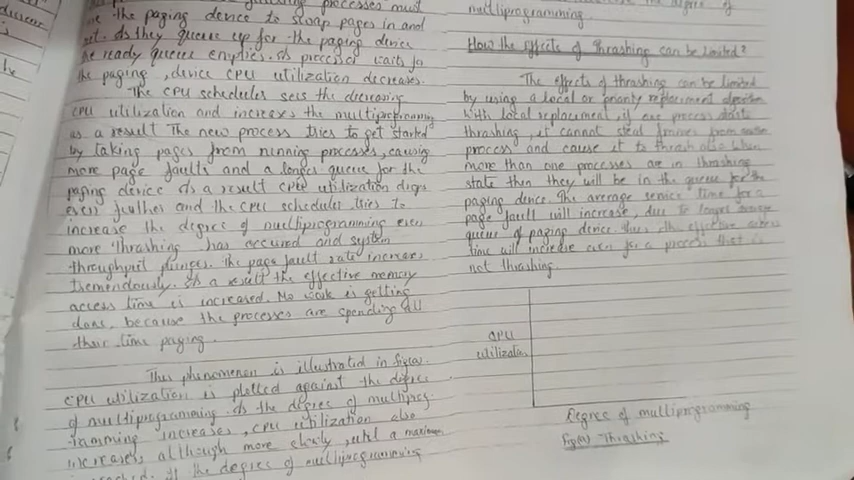 processes must
the paging device to swap pages in and
out. As they queue up for the paging device
the ready queue empties. As processes waits for
the paging, device CPU utilization decreases.
The CPU scheduler sees the decreasing
CPU utilization and increases the multiprogramming
as a result The new process tries to get started
by taking pages from running processes, causing
more page faults and a longer queue for the
paging device As a result CPU utilization drops
even further and the CPU scheduler tries to
increase the degree of multiprogramming even
more Thrashing has occured and system
throughput plunges. The page fault rate increases
tremendously. As a result the effective memory
access time is increased. No work is getting
done, because the processes are spending all
their time paging.
This phenomenon is illustrated in
CPU utilization is plotted against the degree
of multiprogramming. As the degree of multiprog-
ramming increases, CPU utilization also
increases although more slowly, until a maximum
If the degree of multiprogramming
multiprogramming.
How the effects of Thrashing can be limited?
The effects of thrashing can be limited
by using a local or priority replacement algorithm
With local replacement, if one process starts
thrashing, it cannot steal frames from
process and cause it to thrash also When
more than one processes are in thrashing
state then they will be in the queue for the
paging device. The average service time for a
page fault will increase, due to longer average
queue of paging device. Thus the effective access
time will increase even for a process that is
not thrashing.
CPU
utilization
Degree of multiprogramming
Thrashing